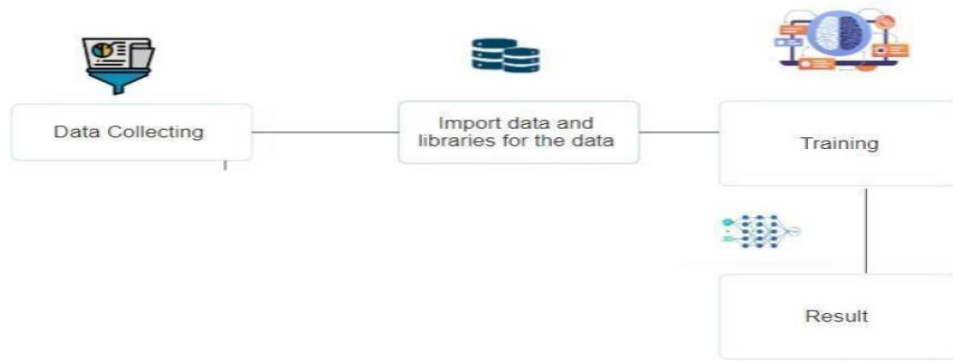 Data Collecting
Import data and
libraries for the data
Training
Result